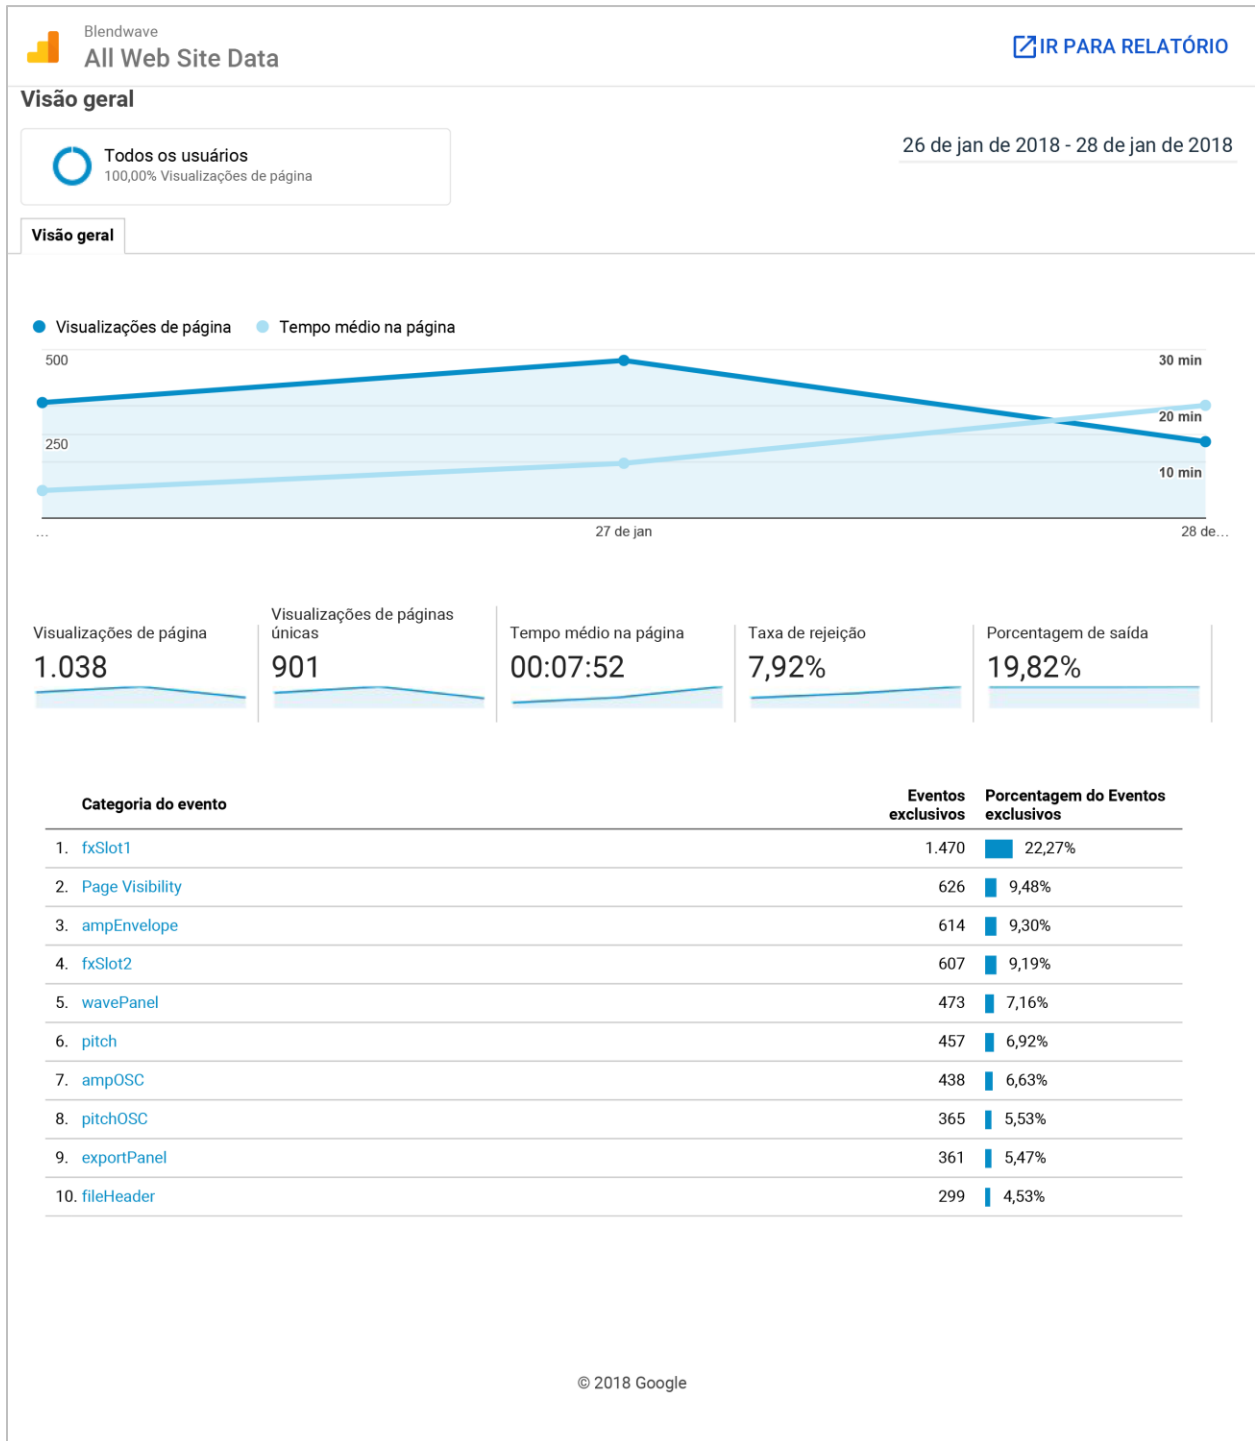 Blendwave
All Web Site Data
IR PARA RELATÓRIO
Visão geral
Todos os usuários
100,00% Visualizações de página
26 de jan de 2018 - 28 de jan de 2018
Visão geral
Visualizações de página
Tempo médio na página
500
30 min
20 min
250
10 min
...
27 de jan
28 de...
Visualizações de página
1.038
Visualizações de páginas
únicas
901
Tempo médio na página
00:07:52
Taxa de rejeição
7,92%
Porcentagem de saída
19,82%
Categoria do evento Eventos exclusivos Porcentagem do Eventos exclusivos
1. fxSlot1 1.470 22,27%
2. Page Visibility 626 9,48%
3. ampEnvelope 614 9,30%
4. fxSlot2 607 9,19%
5. wavePanel 473 7,16%
6. pitch 457 6,92%
7. ampOSC 438 6,63%
8. pitchOSC 365 5,53%
9. exportPanel 361 5,47%
10. fileHeader 299 4,53%
© 2018 Google